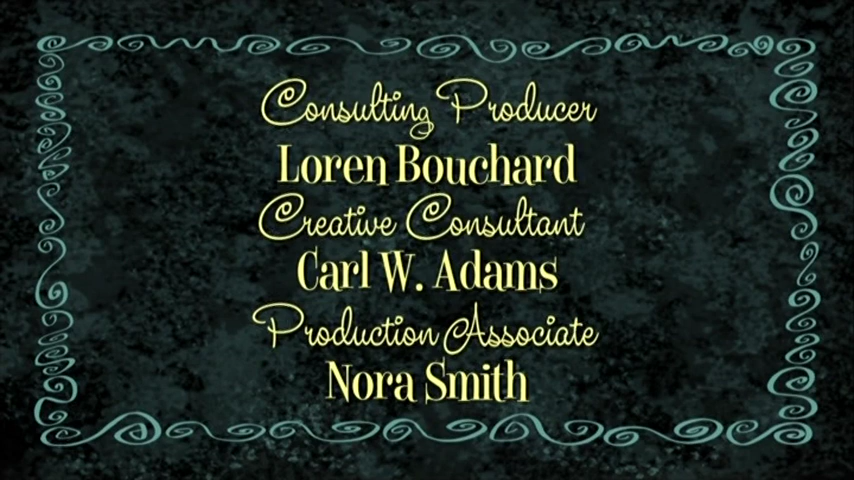 Consulting Producer
Loren Bouchard
Creative Consultant
Carl W. Adams
Production Associate
Nora Smith